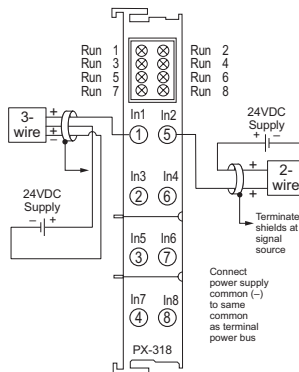 Run 1
Run 2
Run 3
Run 4
Run 5
Run 6
Run 7
Run 8
3-
wire
+
+
–
24VDC
Supply
– +
In1 In2
1 5
In3 In4
2 6
In5 In6
3 7
In7 In8
4 8
PX-318
24VDC
Supply
+ –
2-
wire
+
+
Terminate
shields at
signal
source
Connect
power supply
common (–)
to same
common
as terminal
power bus